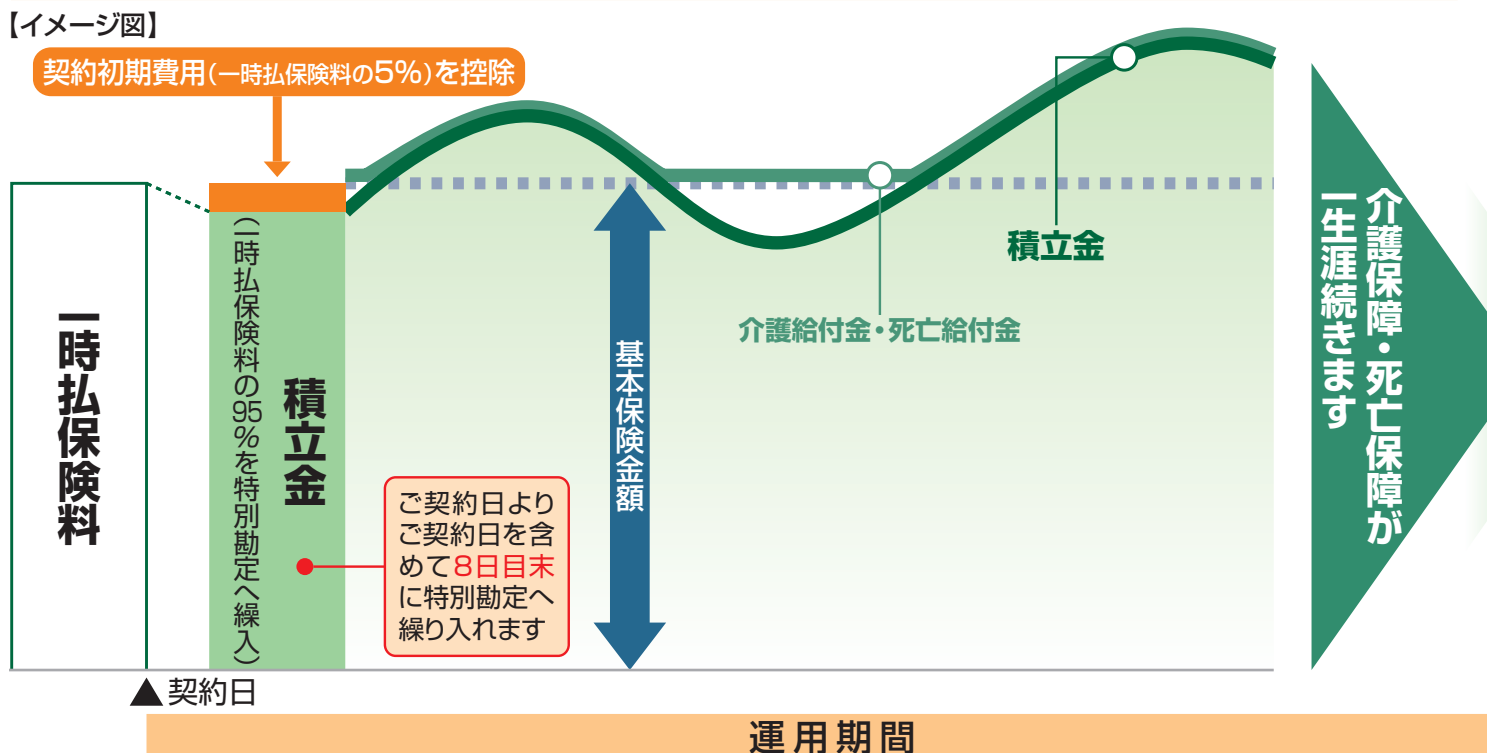 【イメージ図】
契約初期費用(一時払保険料の5%)を控除
一時払保険料
(一時払保険料の95%を特別勘定へ繰入)
積立金
ご契約日より
ご契約日を含
めて8日目末
に特別勘定へ
繰り入れます
基本保険金額
介護給付金・死亡給付金
積立金
介護保障・死亡保障が
一生涯続きます
▲契約日
運用期間